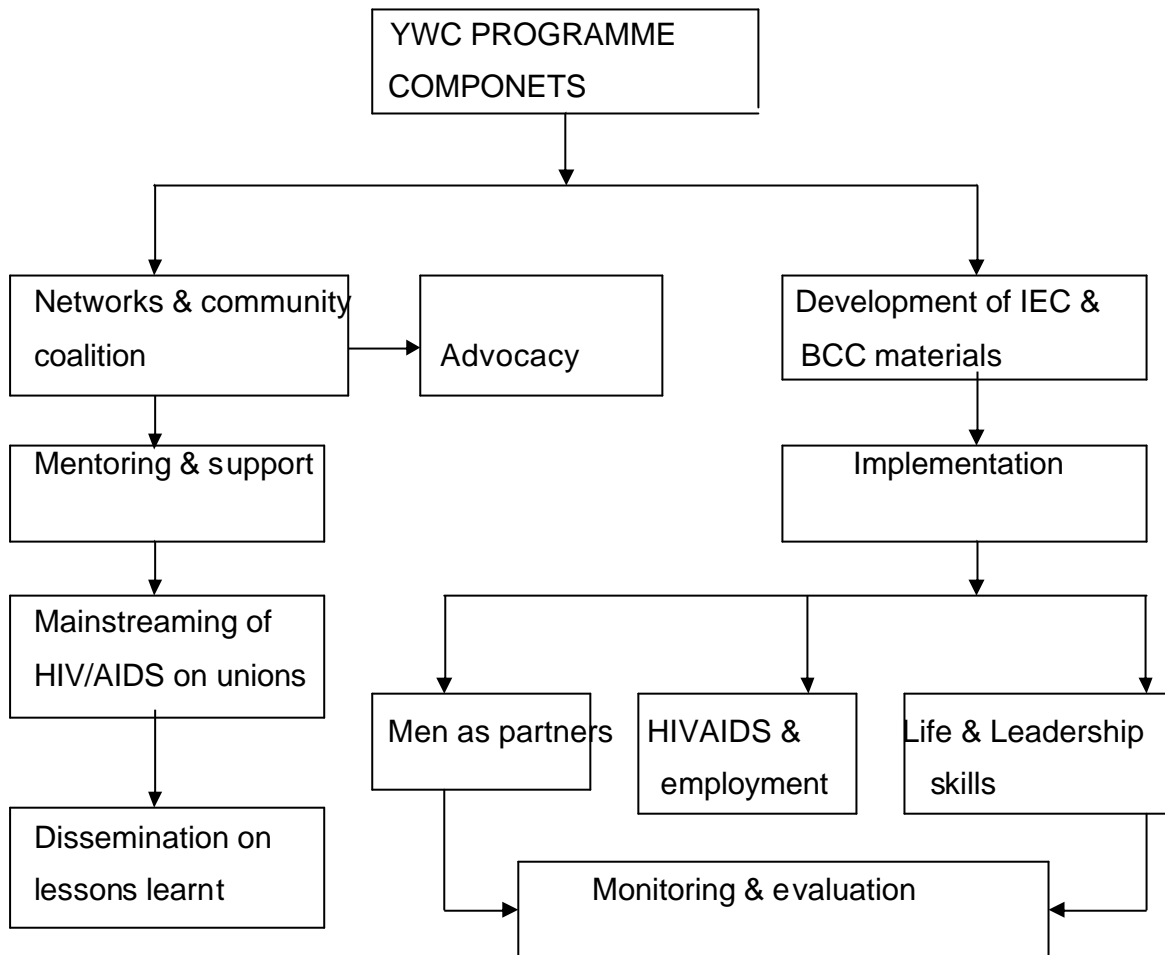 YWC PROGRAMME
COMPONETS
Networks & community
coalition
Advocacy
Development of IEC &
BCC materials
Mentoring & support
Implementation
Mainstreaming of
HIV/AIDS on unions
Men as partners
HIVAIDS &
employment
Life & Leadership
skills
Dissemination on
lessons learnt
Monitoring & evaluation